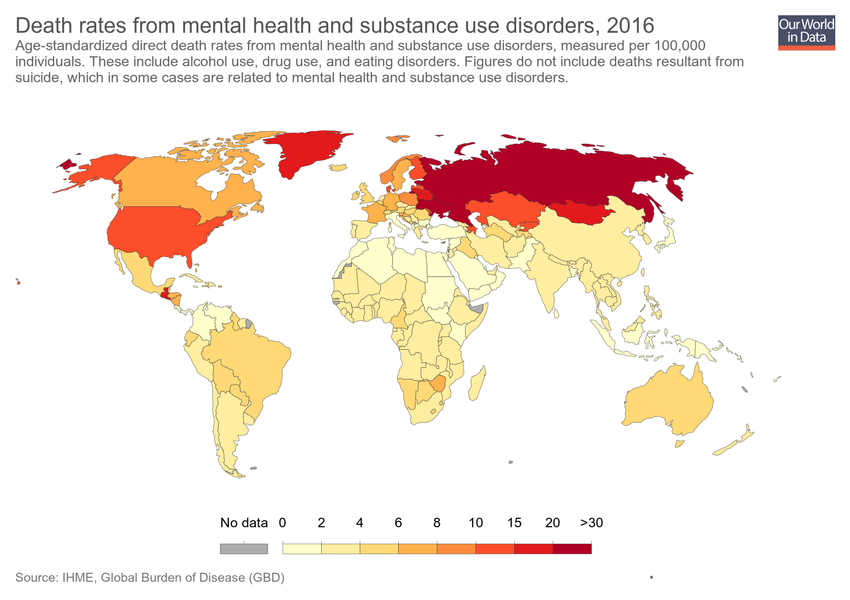 Death rates from mental health and substance use disorders, 2016
Our World
in Data
Age-standardized direct death rates from mental health and substance use disorders, measured per 100,000
individuals. These include alcohol use, drug use, and eating disorders. Figures do not include deaths resultant from
suicide, which in some cases are related to mental health and substance use disorders.
No data 0 2 4 6 8 10 15 20 >30
Source: IHME, Global Burden of Disease (GBD)